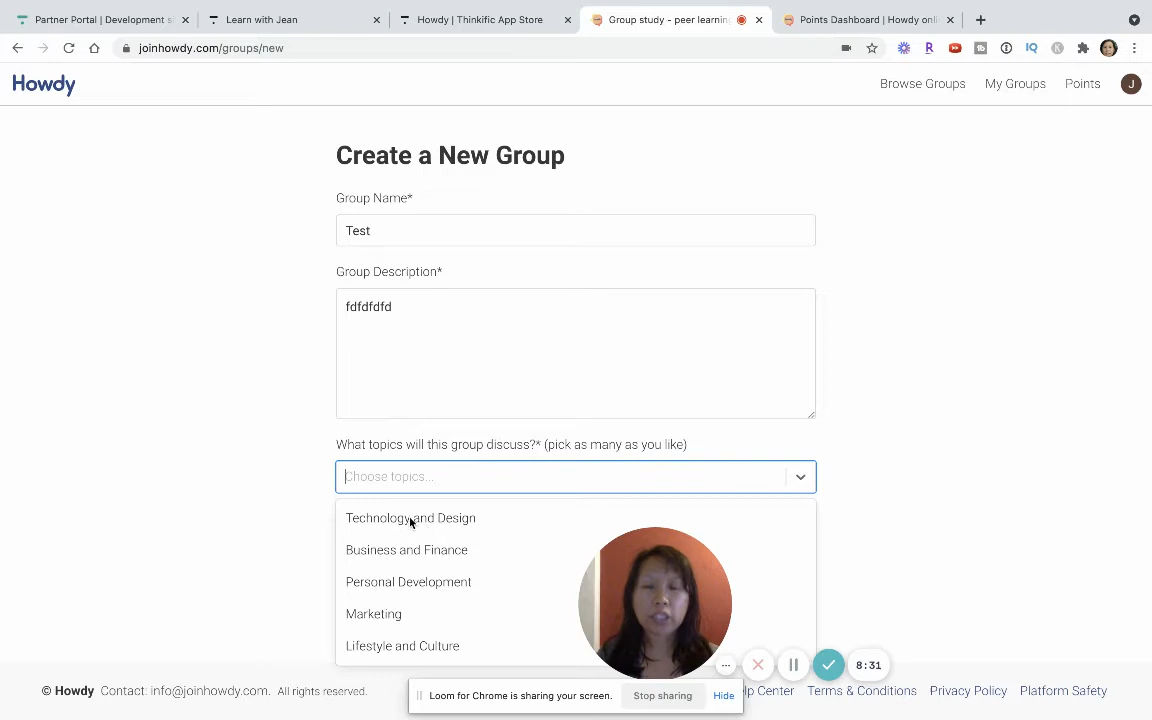 Partner Portal | Development s
Learn with Jean
Howdy | Thinkific App Store
Group study - peer learning
Points Dashboard | Howdy onli
joinhowdy.com/groups/new
Howdy
Browse Groups
My Groups
Points
J
Create a New Group
Group Name*
Test
Group Description*
fdfdfdfd
What topics will this group discuss?* (pick as many as you like)
Choose topics...
Technology and Design
Business and Finance
Personal Development
Marketing
Lifestyle and Culture
8:31
© Howdy Contact: info@joinhowdy.com. All rights reserved.
Center
Terms & Conditions
Privacy Policy
Platform Safety
Loom for Chrome is sharing your screen.
Stop sharing
Hide